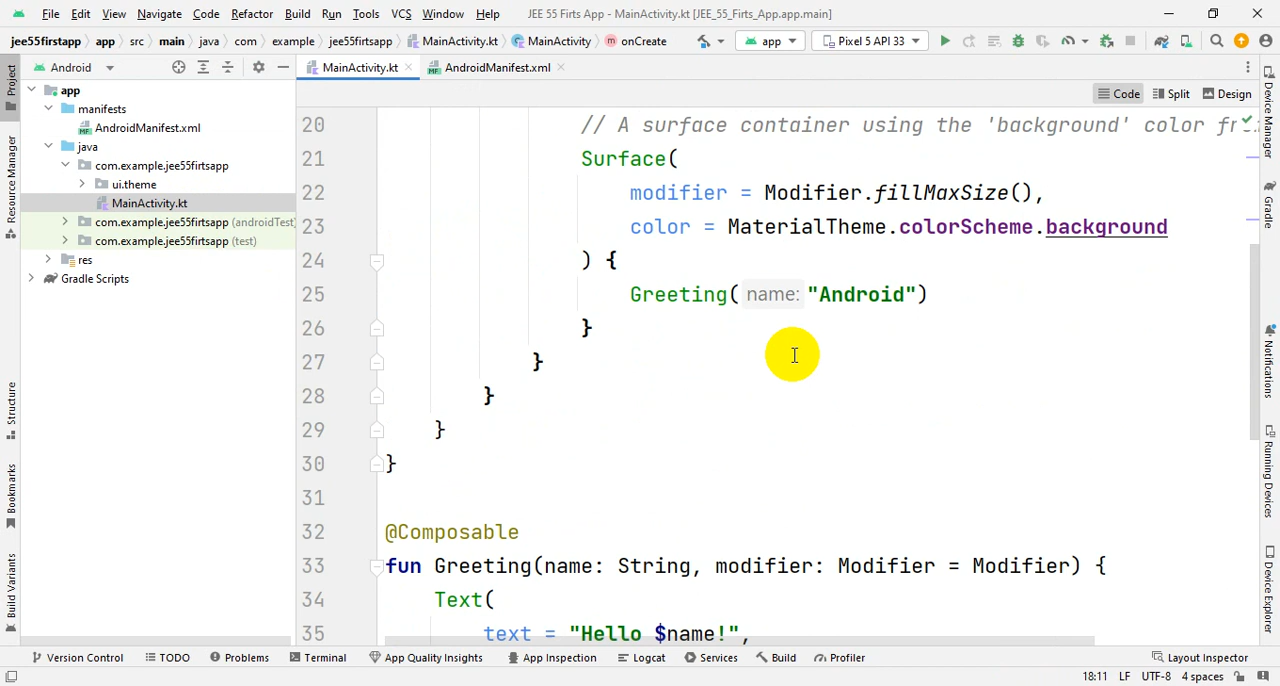 File Edit View Navigate Code Refactor Build Run Tools VCS Window Help JEE 55 Firts App - MainActivity.kt [JEE_55_Firts_App.app.main]
jee55firstapp app src main java com example jee55firtsapp MainActivity.kt MainActivity onCreate app Pixel 5 API 33
Project
Resource Manager
Structure
Bookmarks
Build Variants
Android
app
manifests
AndroidManifest.xml
java
com.example.jee55firtsapp
ui.theme
MainActivity.kt
com.example.jee55firtsapp (androidTest)
com.example.jee55firtsapp (test)
res
Gradle Scripts
MainActivity.kt AndroidManifest.xml
Code Split Design
20 // A surface container using the 'background' color fr
21 Surface(
22 modifier = Modifier.fillMaxSize(),
23 color = MaterialTheme.colorScheme.background
24 ) {
25 Greeting( name: "Android")
26 }
27 }
28 }
29 }
30 }
31
32 @Composable
33 fun Greeting(name: String, modifier: Modifier = Modifier) {
34 Text(
35 text = "Hello $name!",
Device Manager
Gradle
Notifications
Running Devices
Device Explorer
Version Control TODO Problems Terminal App Quality Insights App Inspection Logcat Services Build Profiler Layout Inspector
18:11 LF UTF-8 4 spaces